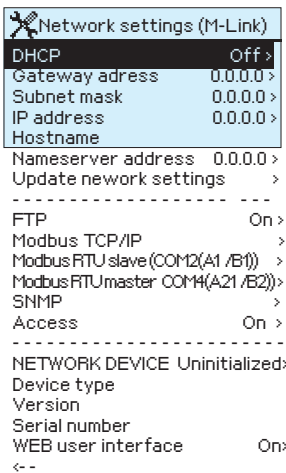 Network settings (M-Link)
DHCP Off >
Gateway adress 0.0.0.0 >
Subnet mask 0.0.0.0 >
IP address 0.0.0.0 >
Hostname
Nameserver address 0.0.0.0 >
Update nework settings >
- - - - - - - - - - - - - - - - - - - - - -
FTP On >
Modbus TCP/IP >
Modbus RTU slave (COM2(A1 /B1)) >
Modbus RTU master COM4(A21 /B2))>
SNMP >
Access On >
- - - - - - - - - - - - - - - - - - - - - - -
NETWORK DEVICE Uninitialized>
Device type
Version
Serial number
WEB user interface On>
<--